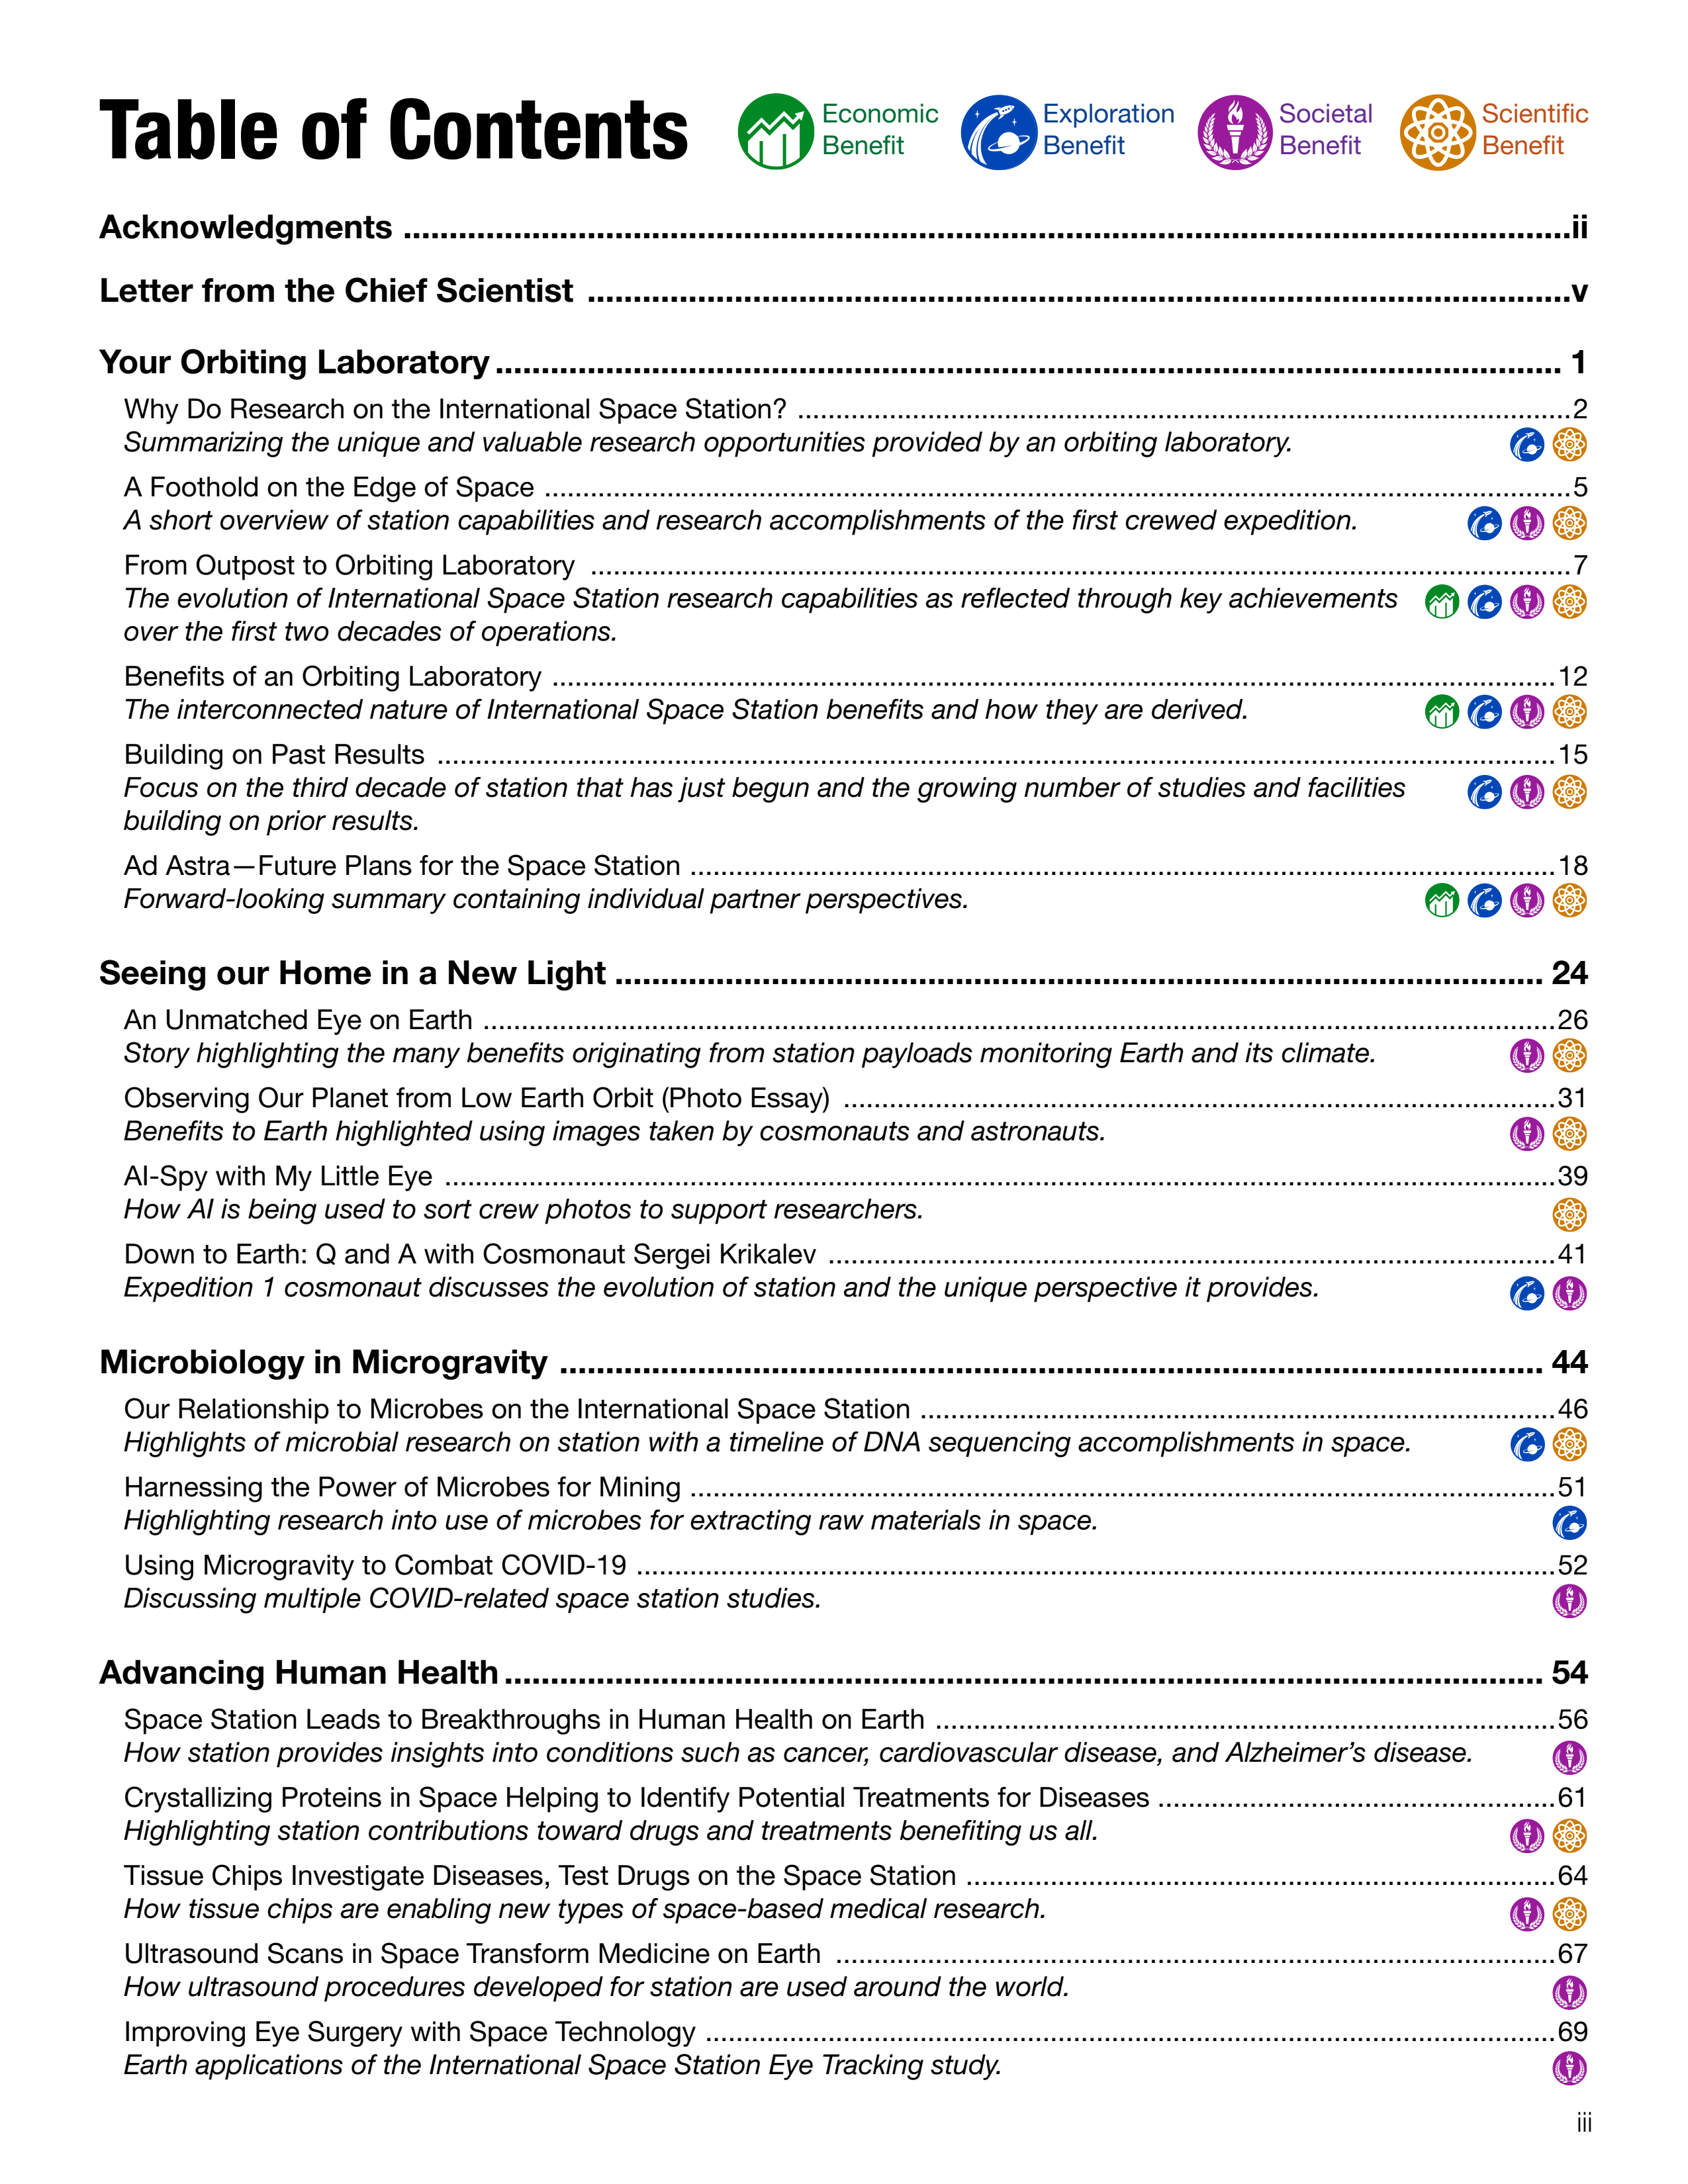 Table of Contents
Economic Benefit
Exploration Benefit
Societal Benefit
Scientific Benefit
Acknowledgments ........ ii
Letter from the Chief Scientist ........ v
Your Orbiting Laboratory ........ 1
Why Do Research on the International Space Station? ........ 2
Summarizing the unique and valuable research opportunities provided by an orbiting laboratory.
A Foothold on the Edge of Space ........ 5
A short overview of station capabilities and research accomplishments of the first crewed expedition.
From Outpost to Orbiting Laboratory ........ 7
The evolution of International Space Station research capabilities as reflected through key achievements
over the first two decades of operations.
Benefits of an Orbiting Laboratory ........ 12
The interconnected nature of International Space Station benefits and how they are derived.
Building on Past Results ........ 15
Focus on the third decade of station that has just begun and the growing number of studies and facilities
building on prior results.
Ad Astra—Future Plans for the Space Station ........ 18
Forward-looking summary containing individual partner perspectives.
Seeing our Home in a New Light ........ 24
An Unmatched Eye on Earth ........ 26
Story highlighting the many benefits originating from station payloads monitoring Earth and its climate.
Observing Our Planet from Low Earth Orbit (Photo Essay) ........ 31
Benefits to Earth highlighted using images taken by cosmonauts and astronauts.
AI-Spy with My Little Eye ........ 39
How AI is being used to sort crew photos to support researchers.
Down to Earth: Q and A with Cosmonaut Sergei Krikalev ........ 41
Expedition 1 cosmonaut discusses the evolution of station and the unique perspective it provides.
Microbiology in Microgravity ........ 44
Our Relationship to Microbes on the International Space Station ........ 46
Highlights of microbial research on station with a timeline of DNA sequencing accomplishments in space.
Harnessing the Power of Microbes for Mining ........ 51
Highlighting research into use of microbes for extracting raw materials in space.
Using Microgravity to Combat COVID-19 ........ 52
Discussing multiple COVID-related space station studies.
Advancing Human Health ........ 54
Space Station Leads to Breakthroughs in Human Health on Earth ........ 56
How station provides insights into conditions such as cancer, cardiovascular disease, and Alzheimer's disease.
Crystallizing Proteins in Space Helping to Identify Potential Treatments for Diseases ........ 61
Highlighting station contributions toward drugs and treatments benefiting us all.
Tissue Chips Investigate Diseases, Test Drugs on the Space Station ........ 64
How tissue chips are enabling new types of space-based medical research.
Ultrasound Scans in Space Transform Medicine on Earth ........ 67
How ultrasound procedures developed for station are used around the world.
Improving Eye Surgery with Space Technology ........ 69
Earth applications of the International Space Station Eye Tracking study.
iii